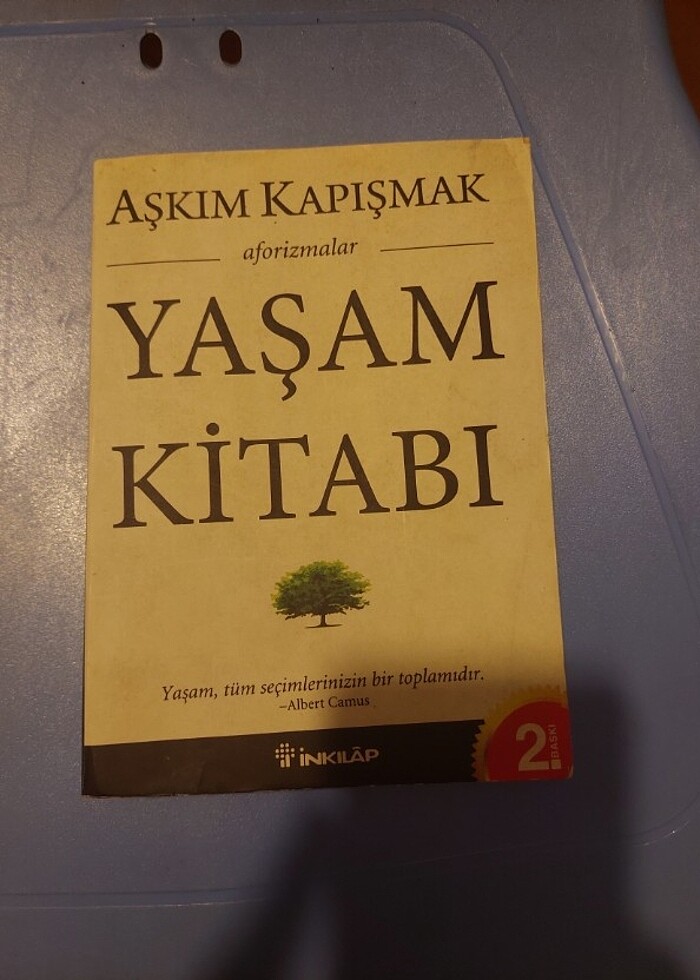 AŞKIM KAPIŞMAK
aforizmalar
YAŞAM
KİTABI
Yaşam, tüm seçimlerinizin bir toplamıdır.
–Albert Camus
İNKILÂP
2.
BASKI